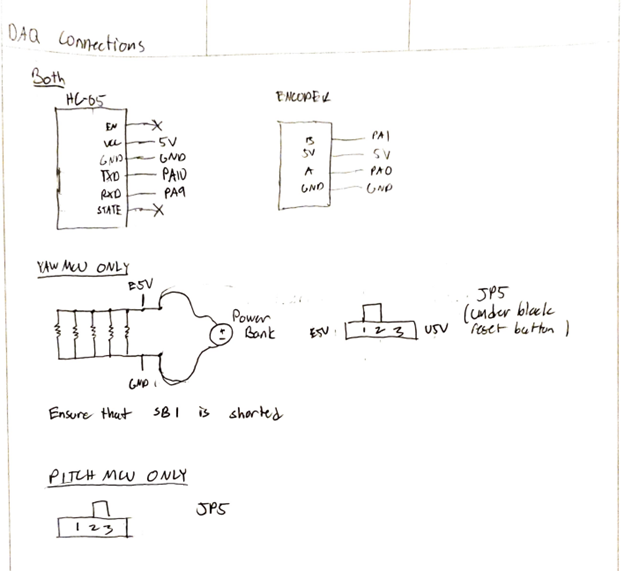 DAQ Connections
Both
HC-05
EN X
VCC 5V
GND GND
TXD PA10
RXD PA9
STATE X
ENCODER
B PA1
5V 5V
A PA0
GND GND
YAW MCU ONLY
E5V
Power
Bank
GND
E5V 1 2 3 U5V
JP5
(under black
reset button)
Ensure that SB1 is shorted
PITCH MCU ONLY
1 2 3
JP5